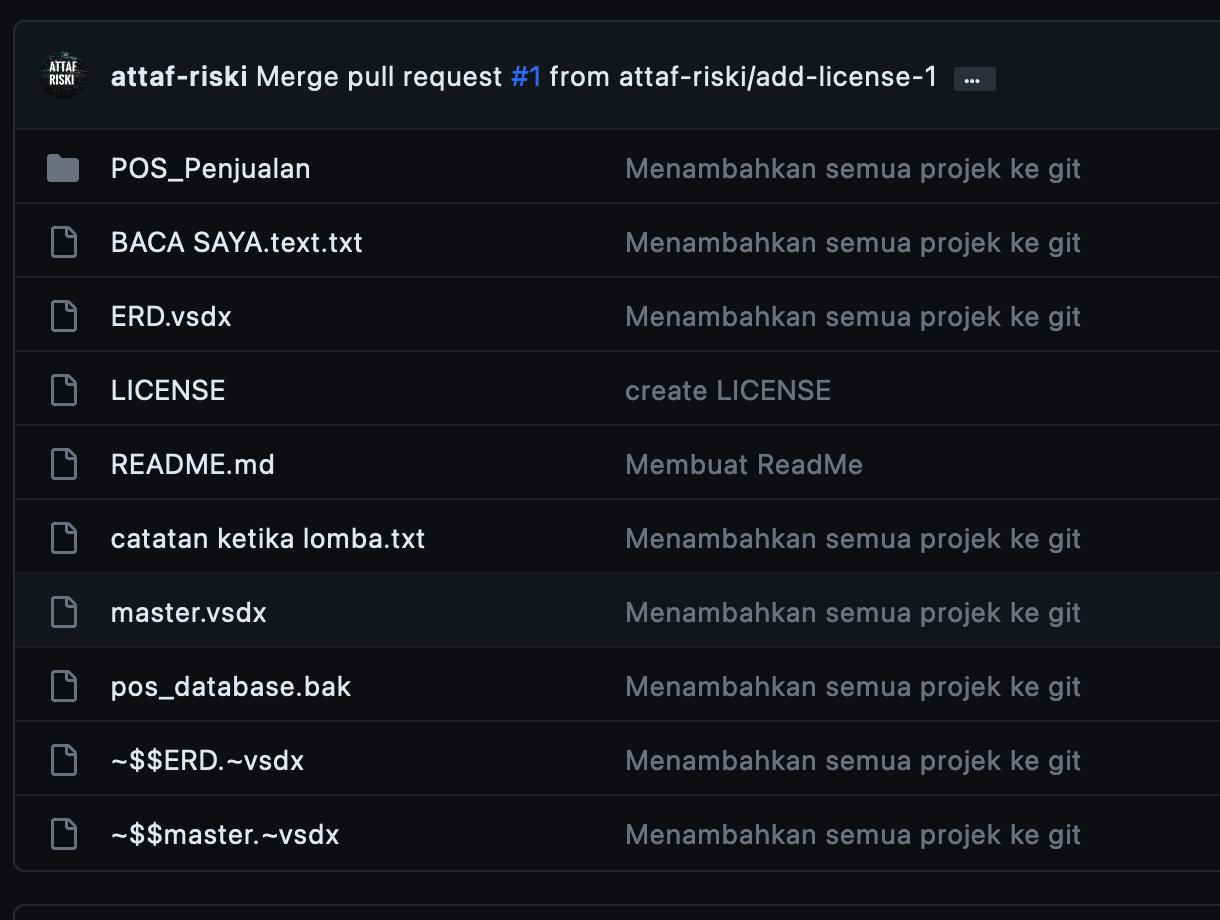 ATTAF
RISKI
attaf-riski Merge pull request #1 from attaf-riski/add-license-1 ...
POS_Penjualan Menambahkan semua projek ke git
BACA SAYA.text.txt Menambahkan semua projek ke git
ERD.vsdx Menambahkan semua projek ke git
LICENSE create LICENSE
README.md Membuat ReadMe
catatan ketika lomba.txt Menambahkan semua projek ke git
master.vsdx Menambahkan semua projek ke git
pos_database.bak Menambahkan semua projek ke git
~$$ERD.~vsdx Menambahkan semua projek ke git
~$$master.~vsdx Menambahkan semua projek ke git